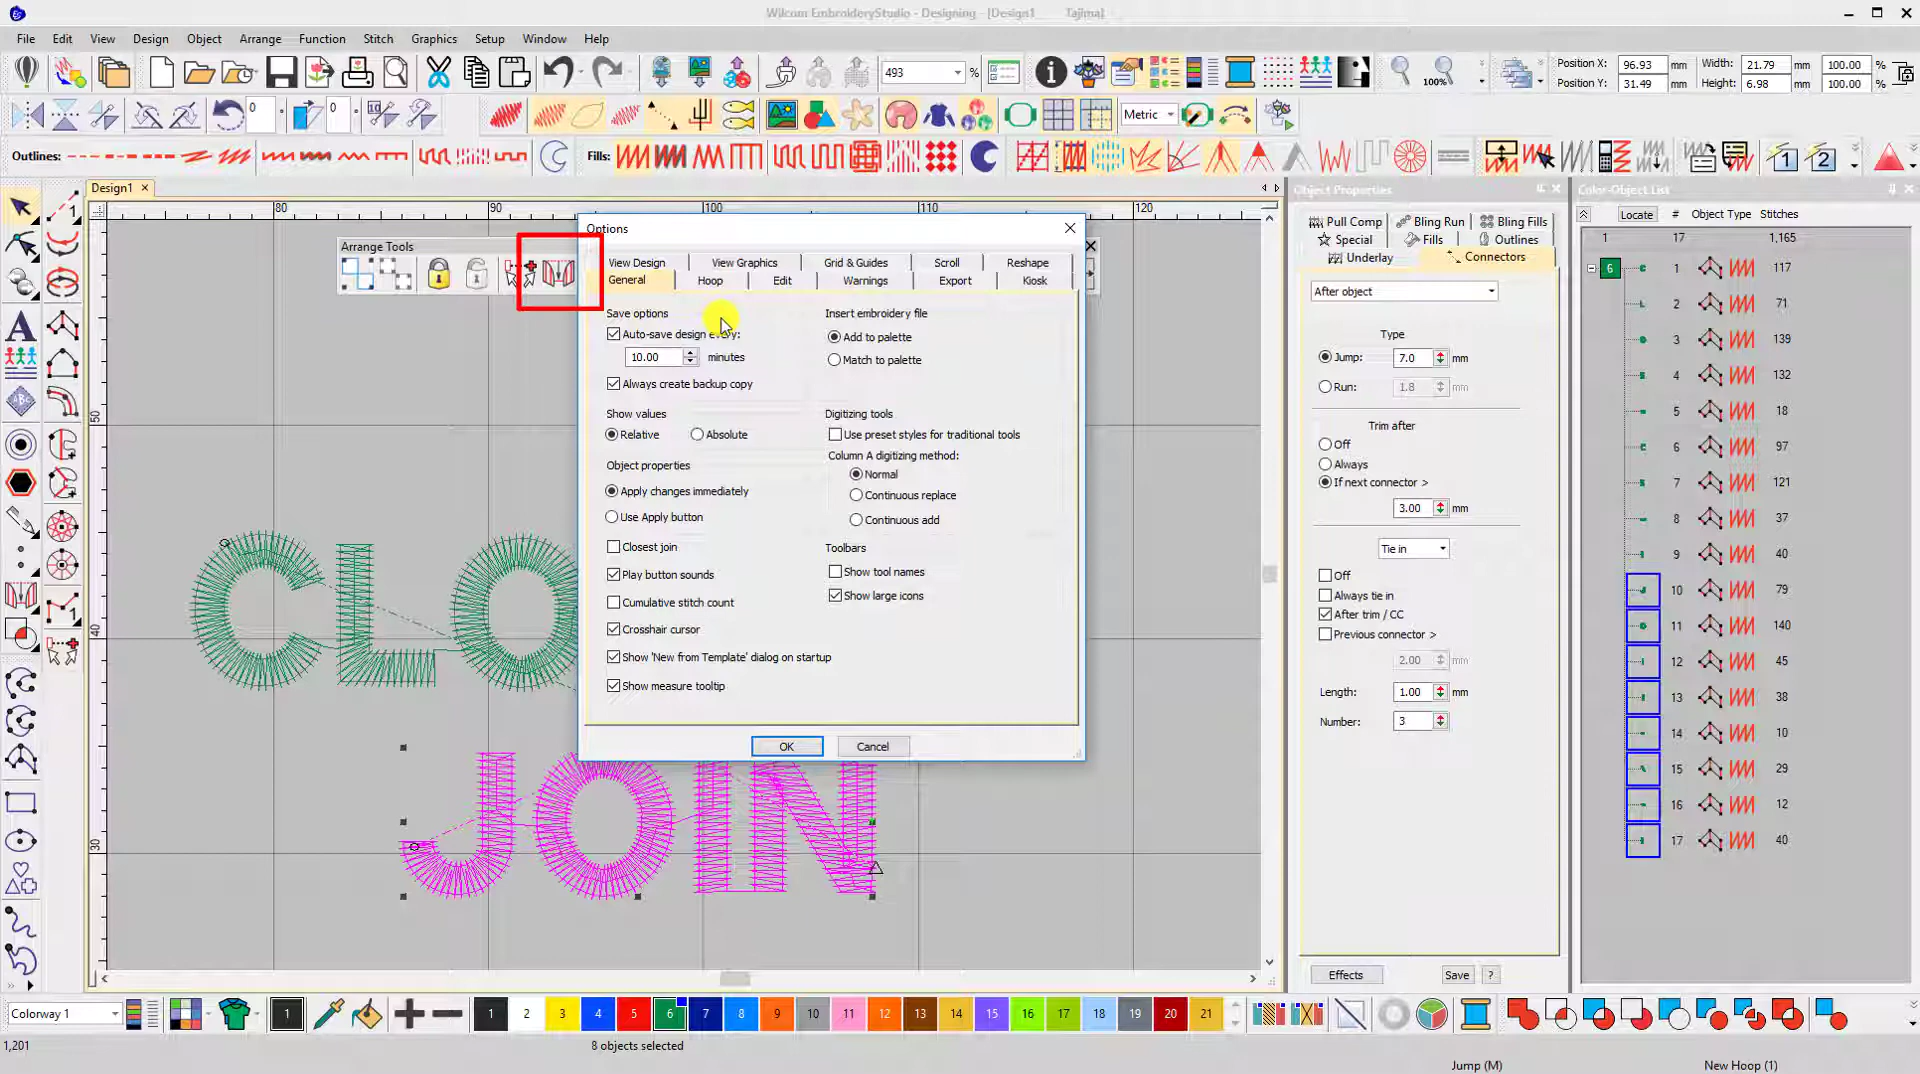 Wilcom EmbroideryStudio - Designing - [Design1 Tajima]
File Edit View Design Object Arrange Function Stitch Graphics Setup Window Help
493 %
100%
Position X: 96.93 mm Width: 21.79 mm 100.00 %
Position Y: 31.49 mm Height: 6.98 mm 100.00 %
0 0 Metric
Outlines: Fills: 1 2
Design1
80 90 100 110 120
50
40
30
Arrange Tools
Options
View Design View Graphics Grid & Guides Scroll Reshape
General Hoop Edit Warnings Export Kosk
Save options
Auto-save design every:
10.00 minutes
Always create backup copy
Show values
Relative Absolute
Object properties
Apply changes immediately
Use Apply button
Closest join
Play button sounds
Cumulative stitch count
Crosshair cursor
Show 'New from Template' dialog on startup
Show measure tooltip
Insert embroidery file
Add to palette
Match to palette
Digitizing tools
Use preset styles for traditional tools
Column A digitizing method:
Normal
Continuous replace
Continuous add
Toolbars
Show tool names
Show large icons
OK Cancel
CLO
JOIN
Object Properties
Pull Comp Bling Run Bling Fills
Special Fills Outlines
Underlay Connectors
After object
Type
Jump: 7.0 mm
Run: 1.8 mm
Trim after
Off
Always
If next connector >
3.00 mm
Tie in
Off
Always tie in
After trim / CC
Previous connector >
2.00 mm
Length: 1.00 mm
Number: 3
Effects Save ?
Color-Object List
Locate # Object Type Stitches
1 17 1,165
6 1 117
2 71
3 139
4 132
5 18
6 97
7 121
8 37
9 40
10 79
11 140
12 45
13 38
14 10
15 29
16 12
17 40
Colorway 1 1 1 2 3 4 5 6 7 8 9 10 11 12 13 14 15 16 17 18 19 20 21
1,201 8 objects selected
Jump (M) New Hoop (1)